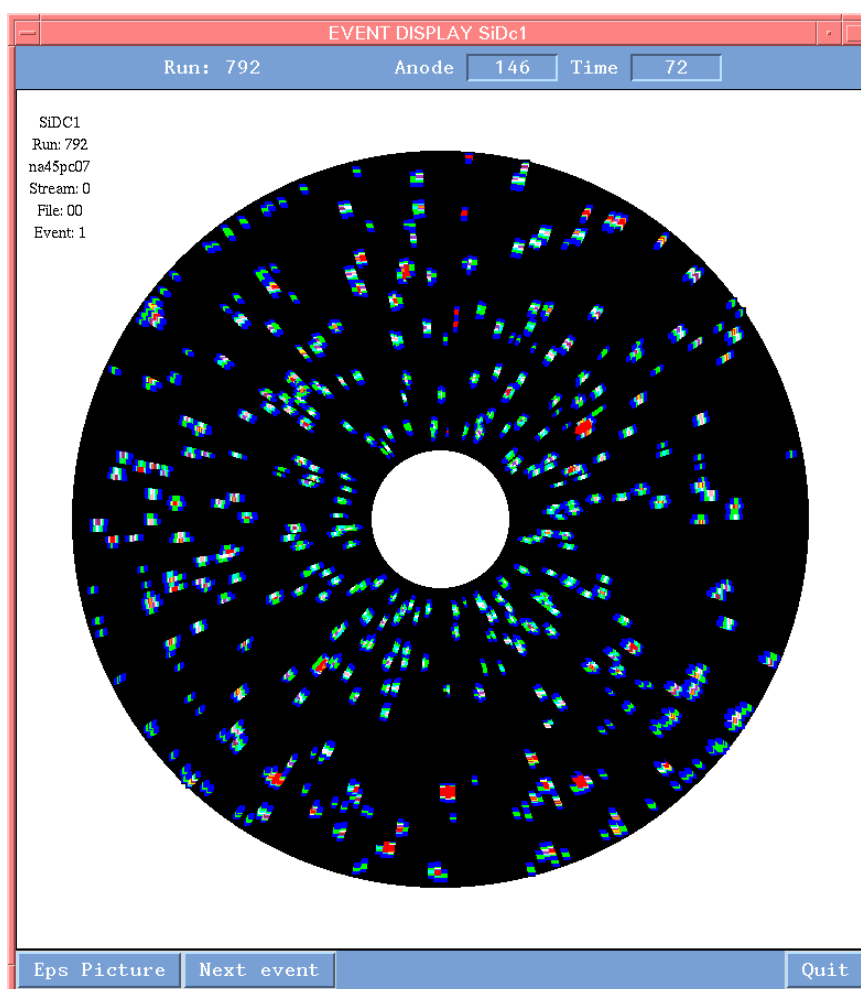 EVENT DISPLAY SiDc1
Run: 792 Anode 146 Time 72
SiDC1
Run: 792
na45pc07
Stream: 0
File: 00
Event: 1
Eps Picture Next event Quit